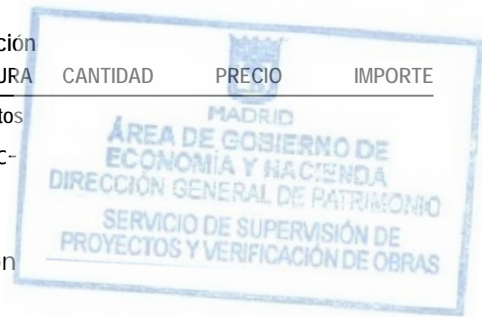 ción
URA CANTIDAD PRECIO IMPORTE
tos
c-
MADRID
ÁREA DE GOBIERNO DE
ECONOMÍA Y HACIENDA
DIRECCIÓN GENERAL DE PATRIMONIO
SERVICIO DE SUPERVISIÓN DE
PROYECTOS Y VERIFICACIÓN DE OBRAS
on